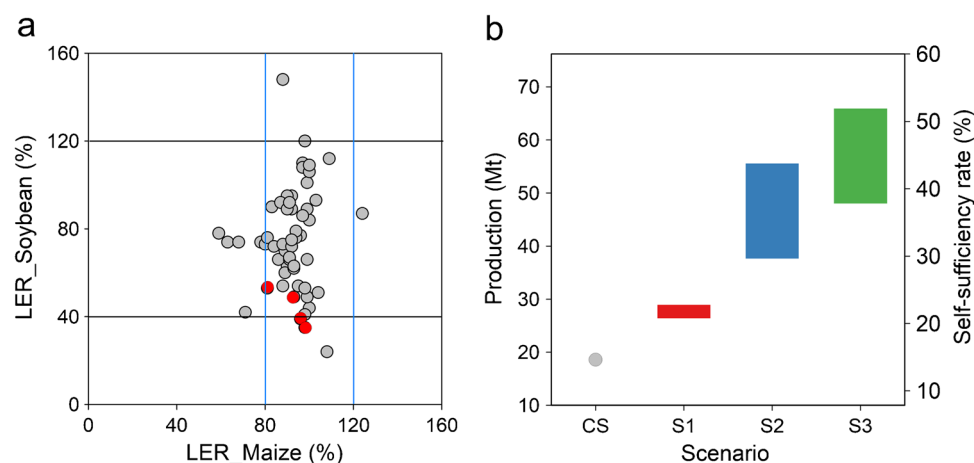 a
160
120
80
40
0
LER_Soybean (%)
0 40 80 120 160
LER_Maize (%)
b
70
60
50
40
30
20
10
Production (Mt)
60
50
40
30
20
10
Self-sufficiency rate (%)
CS S1 S2 S3
Scenario